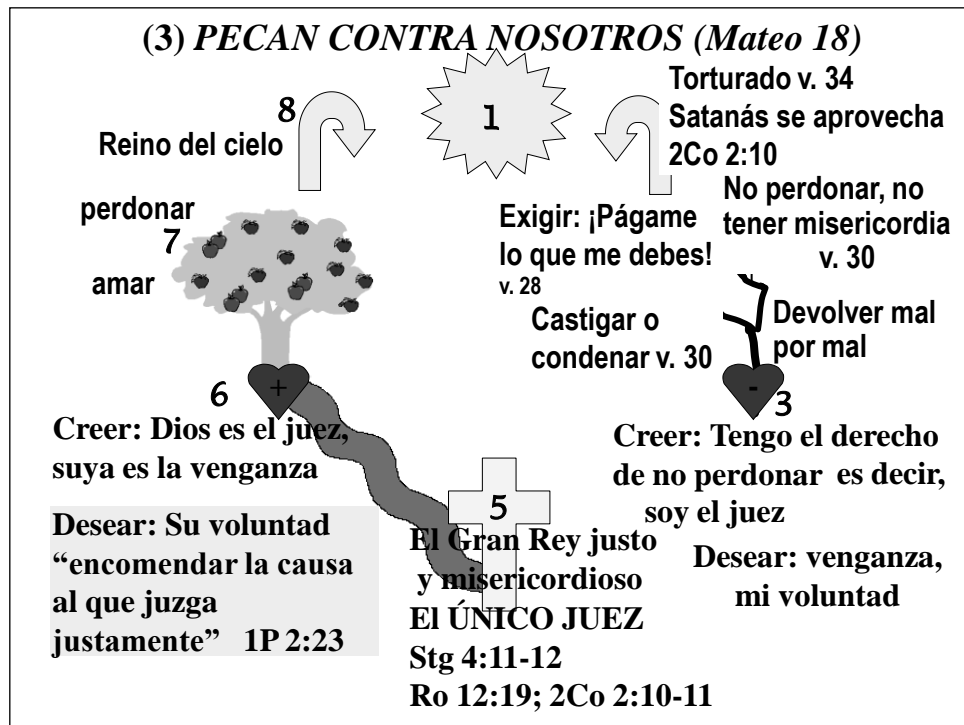 (3) PECAN CONTRA NOSOTROS (Mateo 18)
8
Reino del cielo
1
Torturado v. 34
Satanás se aprovecha
2Co 2:10
perdonar
7
amar
Exigir: ¡Págame
lo que me debes!
v. 28
No perdonar, no
tener misericordia
v. 30
Castigar o
condenar v. 30
Devolver mal
por mal
6
+
Creer: Dios es el juez,
suya es la venganza
-
3
Creer: Tengo el derecho
de no perdonar es decir,
soy el juez
Desear: Su voluntad
“encomendar la causa
al que juzga
justamente” 1P 2:23
5
El Gran Rey justo
y misericordioso
El ÚNICO JUEZ
Stg 4:11-12
Ro 12:19; 2Co 2:10-11
Desear: venganza,
mi voluntad